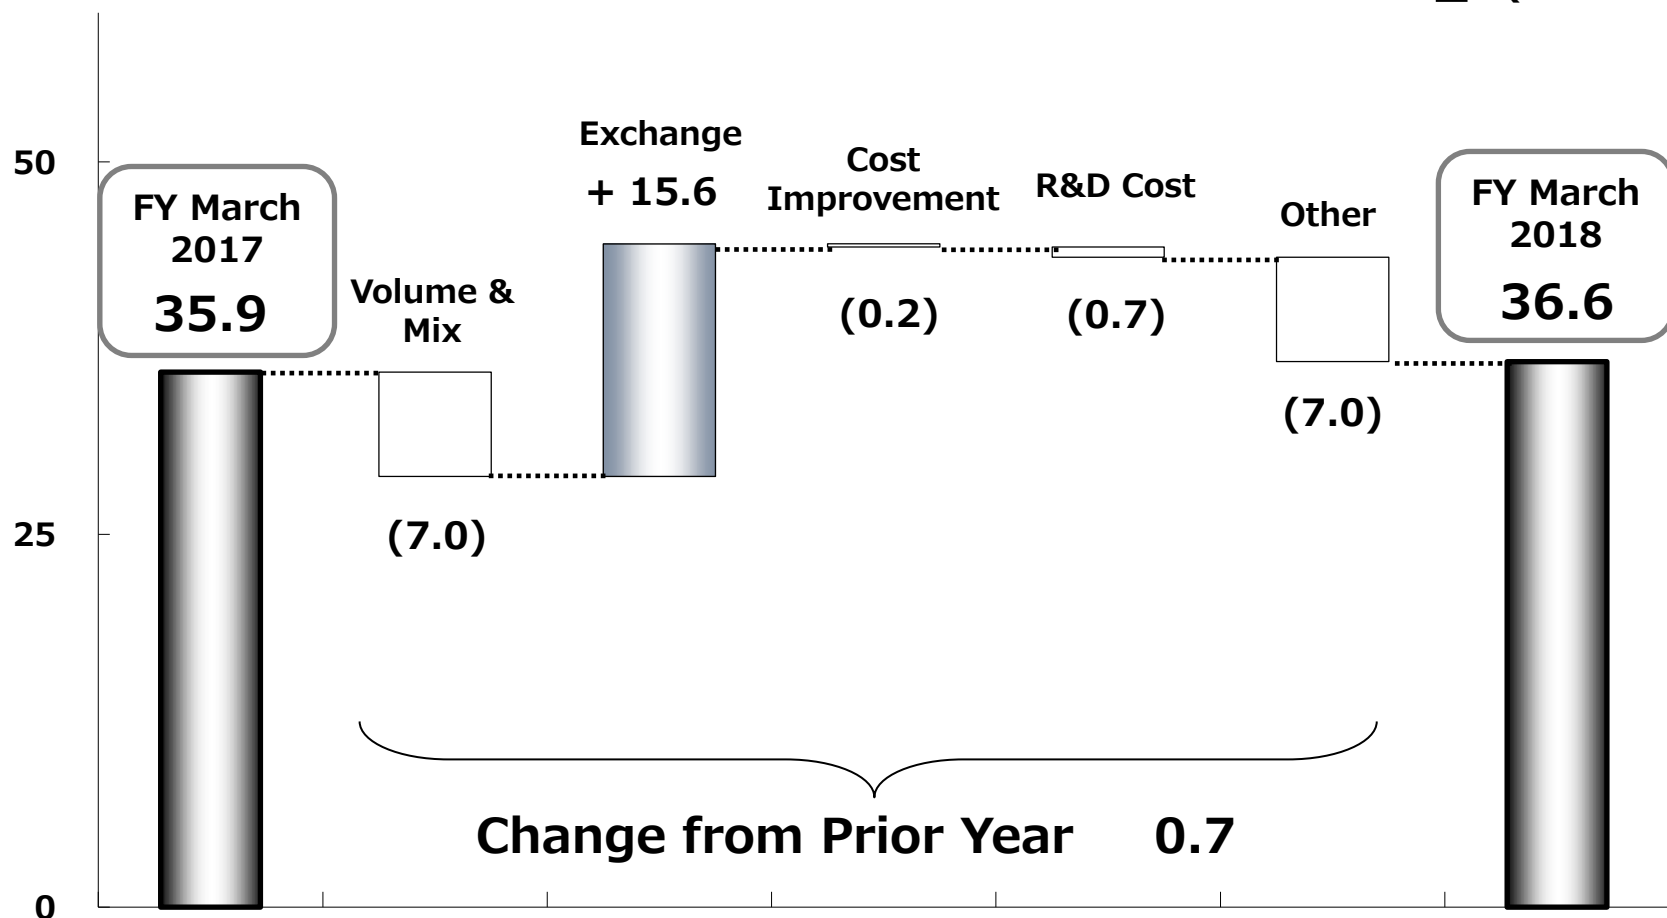 50
25
0
FY March
2017
35.9
Volume &
Mix
(7.0)
Exchange
+ 15.6
Cost
Improvement
(0.2)
R&D Cost
(0.7)
Other
(7.0)
FY March
2018
36.6
Change from Prior Year 0.7